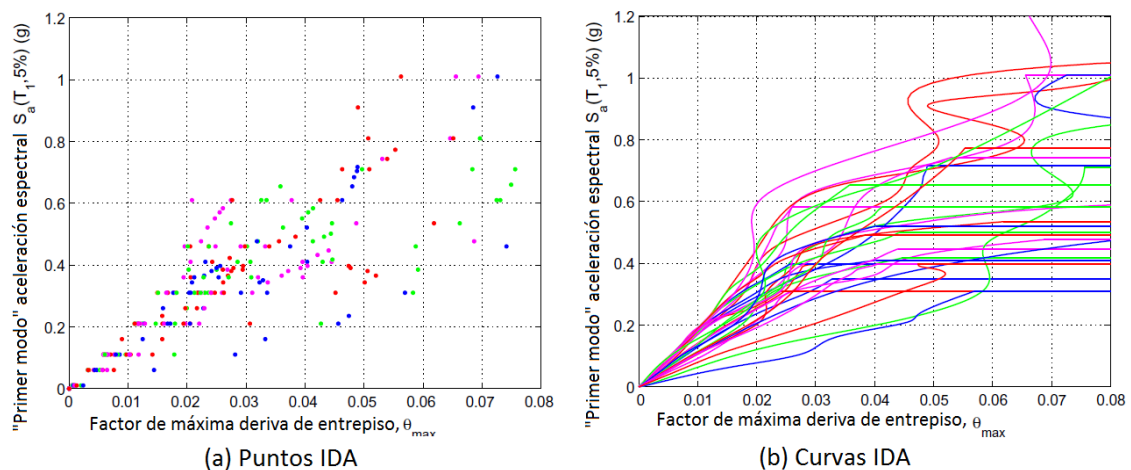 "Primer modo" aceleración espectral S_a(T_1,5%) (g)
1.2
1
0.8
0.6
0.4
0.2
0
0 0.01 0.02 0.03 0.04 0.05 0.06 0.07 0.08
Factor de máxima deriva de entrepiso, θ_max
(a) Puntos IDA
"Primer modo" aceleración espectral S_a(T_1,5%) (g)
1.2
1
0.8
0.6
0.4
0.2
0
0 0.01 0.02 0.03 0.04 0.05 0.06 0.07 0.08
Factor de máxima deriva de entrepiso, θ_max
(b) Curvas IDA